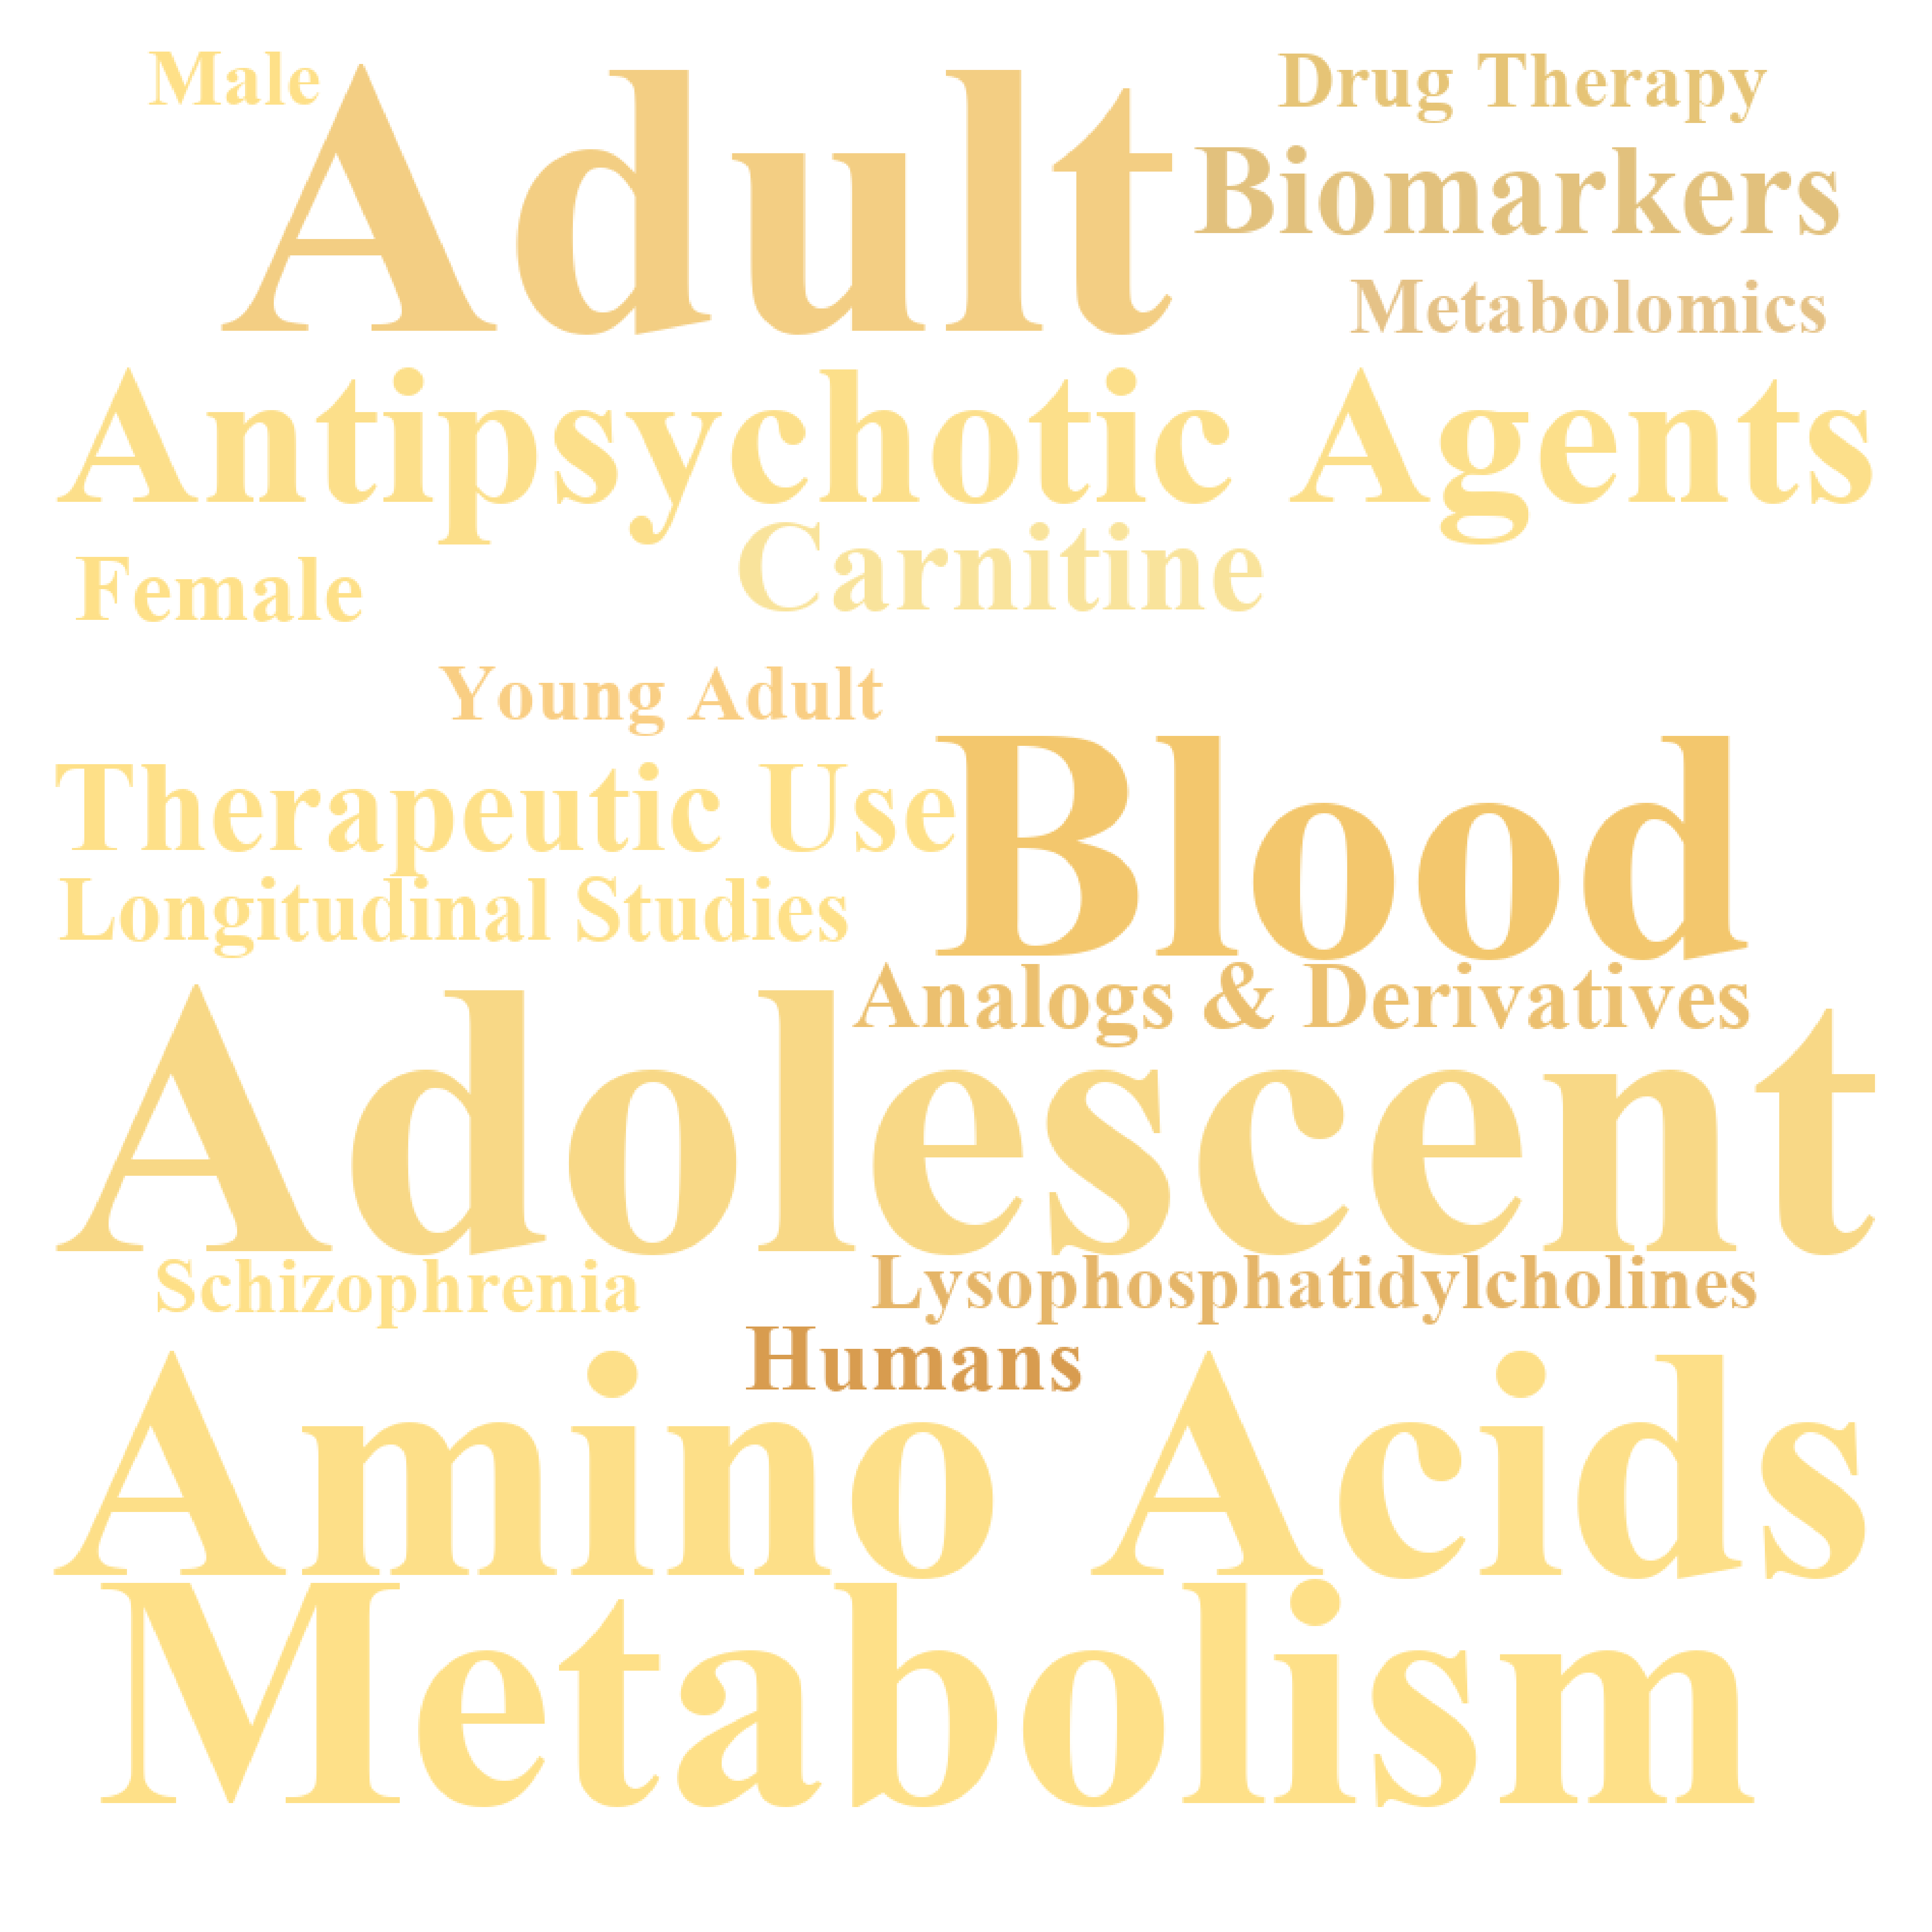 Male
Drug Therapy
Adult
Biomarkers
Metabolomics
Antipsychotic Agents
Carnitine
Female
Young Adult
Therapeutic Use
Blood
Longitudinal Studies
Analogs & Derivatives
Adolescent
Schizophrenia
Lysophosphatidylcholines
Humans
Amino Acids
Metabolism